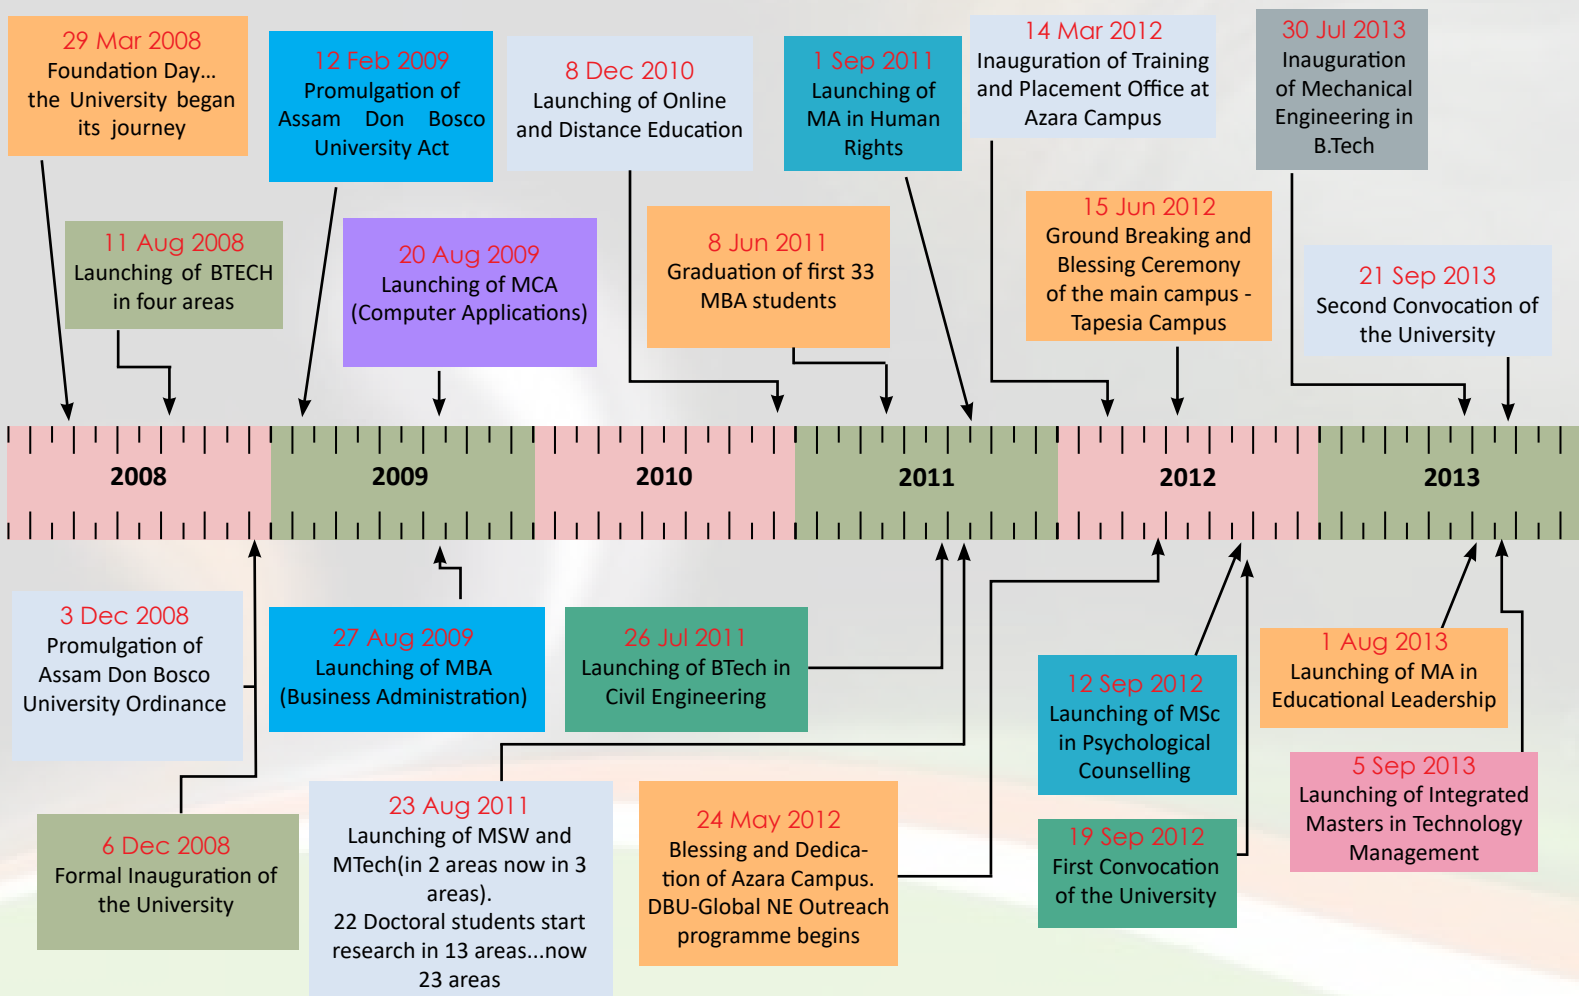 29 Mar 2008
Foundation Day...
the University began
its journey
12 Feb 2009
Promulgation of
Assam Don Bosco
University Act
8 Dec 2010
Launching of Online
and Distance Education
1 Sep 2011
Launching of
MA in Human
Rights
14 Mar 2012
Inauguration of Training
and Placement Office at
Azara Campus
30 Jul 2013
Inauguration
of Mechanical
Engineering in
B.Tech
11 Aug 2008
Launching of BTECH
in four areas
20 Aug 2009
Launching of MCA
(Computer Applications)
8 Jun 2011
Graduation of first 33
MBA students
15 Jun 2012
Ground Breaking and
Blessing Ceremony
of the main campus -
Tapesia Campus
21 Sep 2013
Second Convocation of
the University
2008
2009
2010
2011
2012
2013
3 Dec 2008
Promulgation of
Assam Don Bosco
University Ordinance
27 Aug 2009
Launching of MBA
(Business Administration)
26 Jul 2011
Launching of BTech in
Civil Engineering
12 Sep 2012
Launching of MSc
in Psychological
Counselling
1 Aug 2013
Launching of MA in
Educational Leadership
6 Dec 2008
Formal Inauguration of
the University
23 Aug 2011
Launching of MSW and
MTech(in 2 areas now in 3
areas).
22 Doctoral students start
research in 13 areas...now
23 areas
24 May 2012
Blessing and Dedica-
tion of Azara Campus.
DBU-Global NE Outreach
programme begins
19 Sep 2012
First Convocation
of the University
5 Sep 2013
Launching of Integrated
Masters in Technology
Management